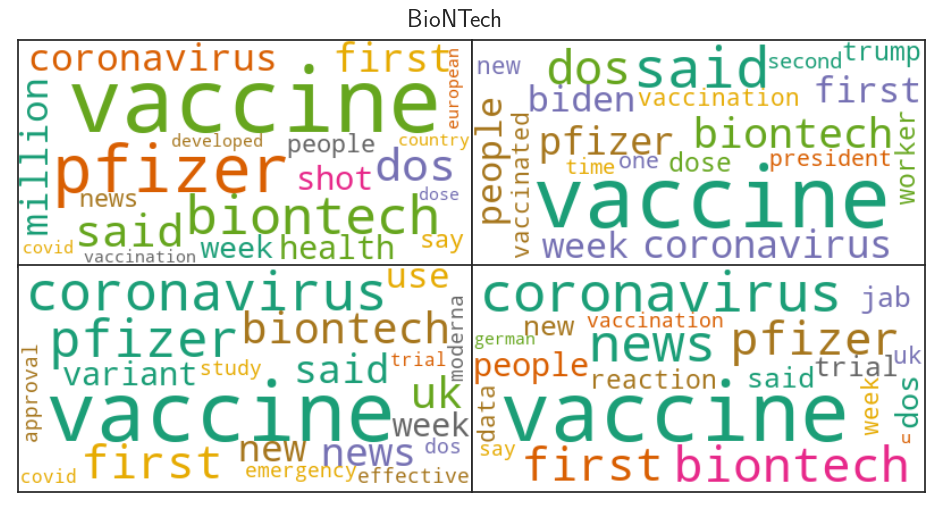 BioNTech
coronavirus first
vaccine
european
million
developed people country
pfizer shot dos
news dose
said biontech
covid vaccination week health say
new dos said second trump
biden vaccination first
people vaccinated pfizer biontech worker
time one dose president
vaccine
week coronavirus
coronavirus use
pfizer biontech moderna
approval variant study said trial
vaccine uk
week
first new news dos
covid emergency effective
coronavirus jab
german new vaccination
news pfizer uk
people reaction said trial
data vaccine week dos
u
say first biontech